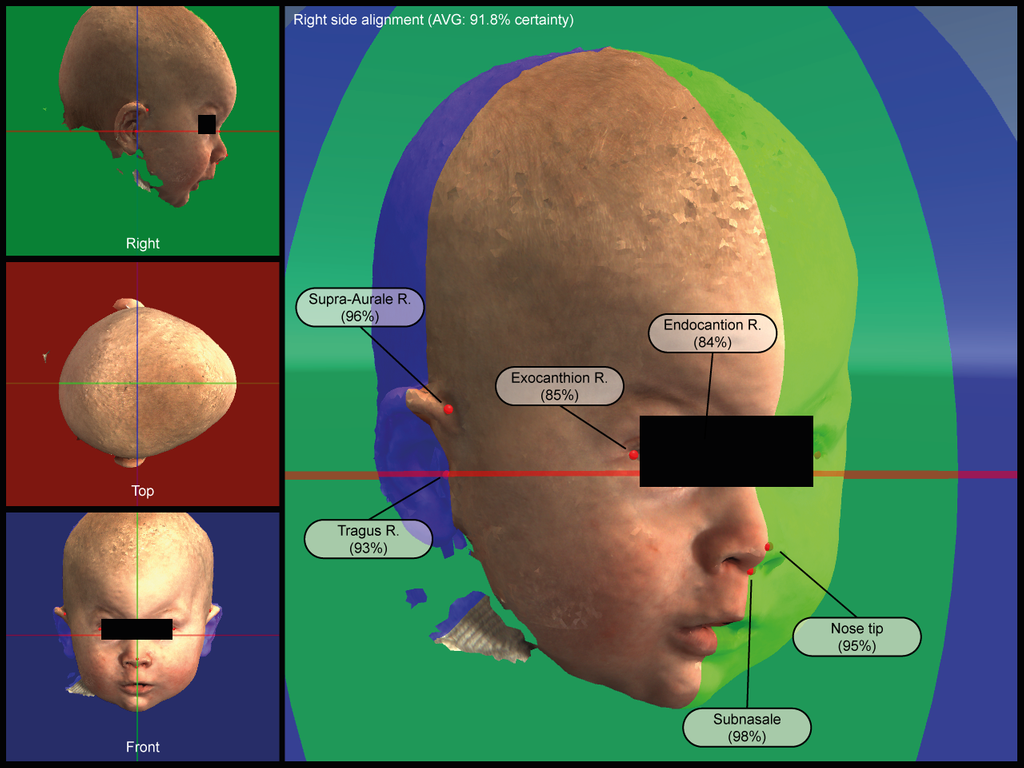 Right side alignment (AVG: 91.8% certainty)
Right
Top
Front
Supra-Aurale R.
(96%)
Endocantion R.
(84%)
Exocanthion R.
(85%)
Tragus R.
(93%)
Nose tip
(95%)
Subnasale
(98%)